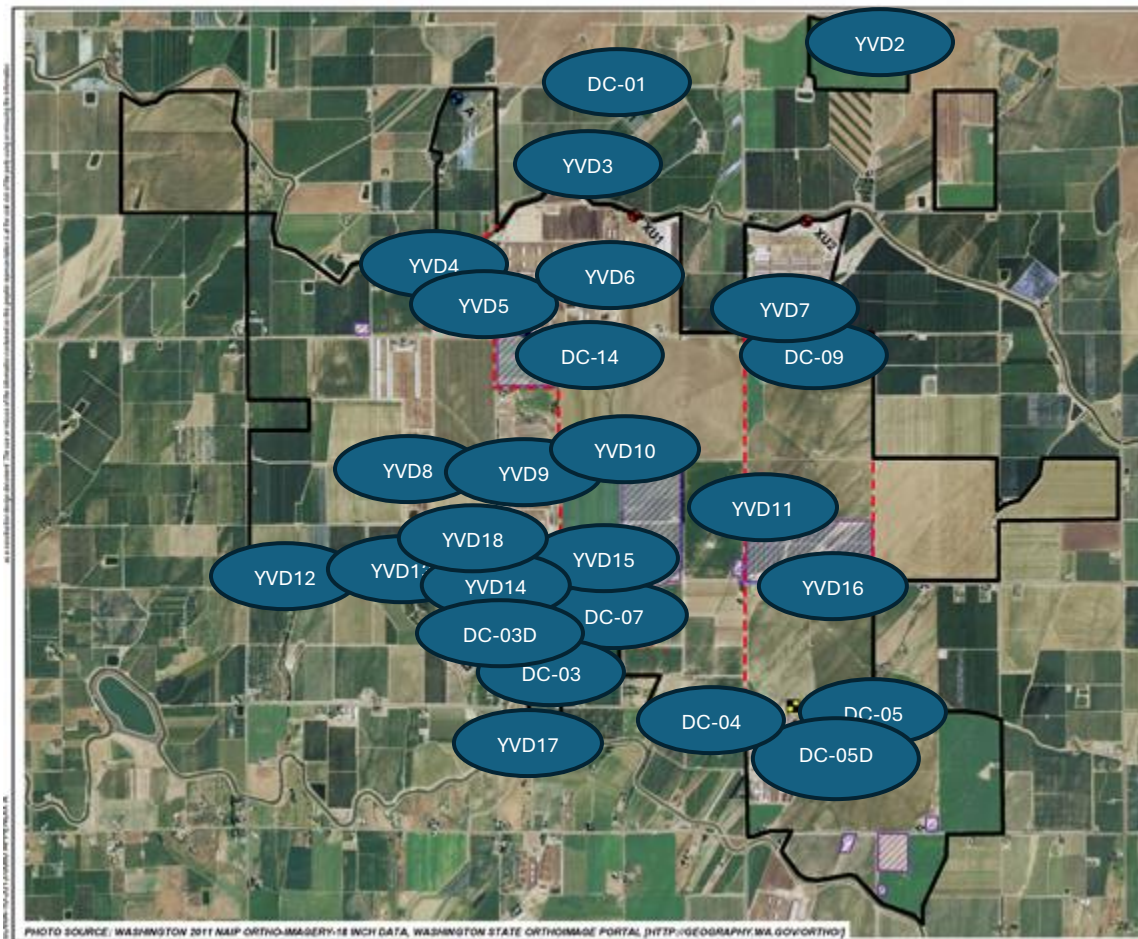 YVD2
DC-01
A
YVD3
XU1
XU2
YVD4
YVD6
YVD5
YVD7
DC-14
DC-09
YVD10
YVD8
YVD9
YVD11
YVD18
YVD15
YVD12
YVD14
YVD16
DC-07
DC-03D
DC-03
DC-05
DC-04
YVD17
DC-05D
PHOTO SOURCE: WASHINGTON 2011 NAIP ORTHO-IMAGERY-18 INCH DATA, WASHINGTON STATE ORTHOIMAGE PORTAL [HTTP://GEOGRAPHY.WA.GOV/ORTHO/]